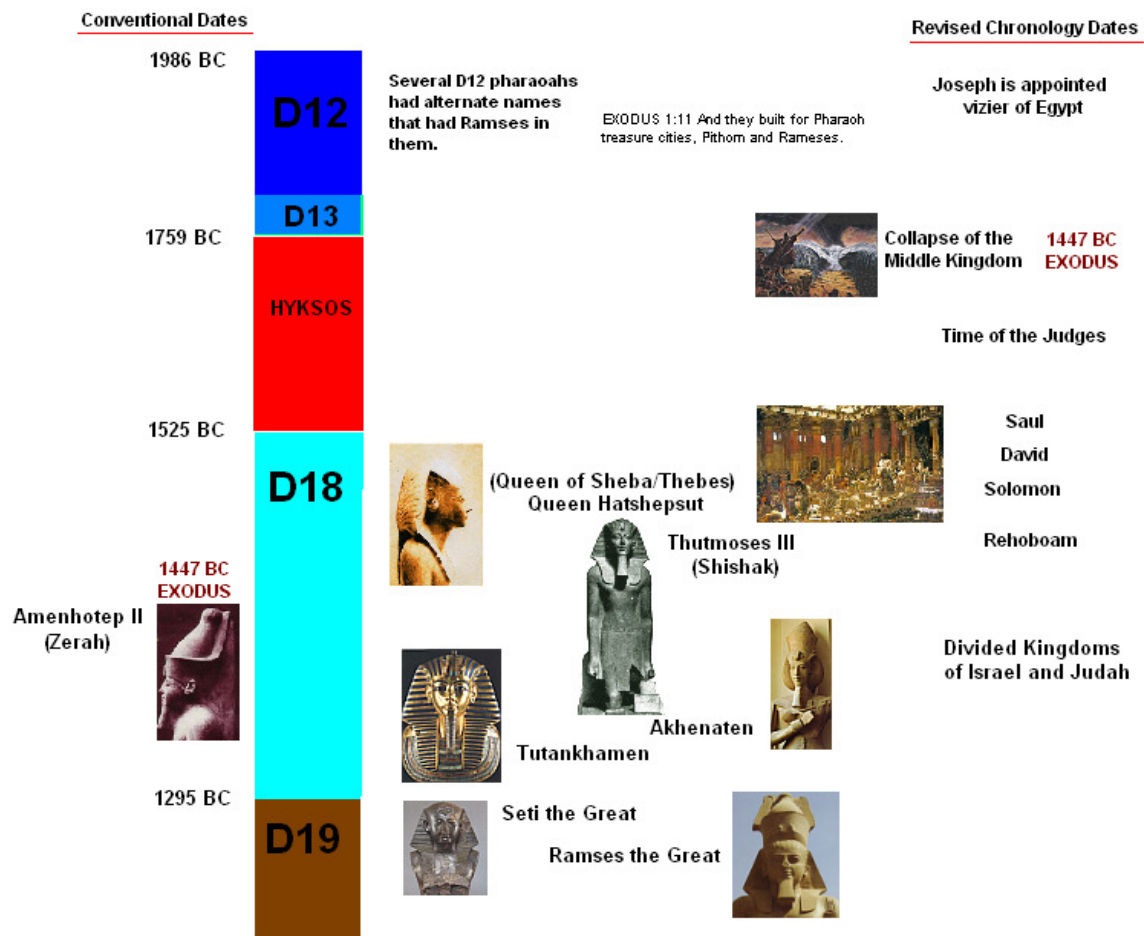 Conventional Dates
Revised Chronology Dates
1986 BC
D12
Several D12 pharaoahs
had alternate names
that had Ramses in
them.
EXODUS 1:11 And they built for Pharaoh
treasure cities, Pithom and Rameses.
Joseph is appointed
vizier of Egypt
D13
1759 BC
Collapse of the
Middle Kingdom
1447 BC
EXODUS
HYKSOS
Time of the Judges
1525 BC
D18
(Queen of Sheba/Thebes)
Queen Hatshepsut
Saul
David
Solomon
Rehoboam
Thutmoses III
(Shishak)
1447 BC
EXODUS
Amenhotep II
(Zerah)
Divided Kingdoms
of Israel and Judah
Akhenaten
Tutankhamen
1295 BC
D19
Seti the Great
Ramses the Great